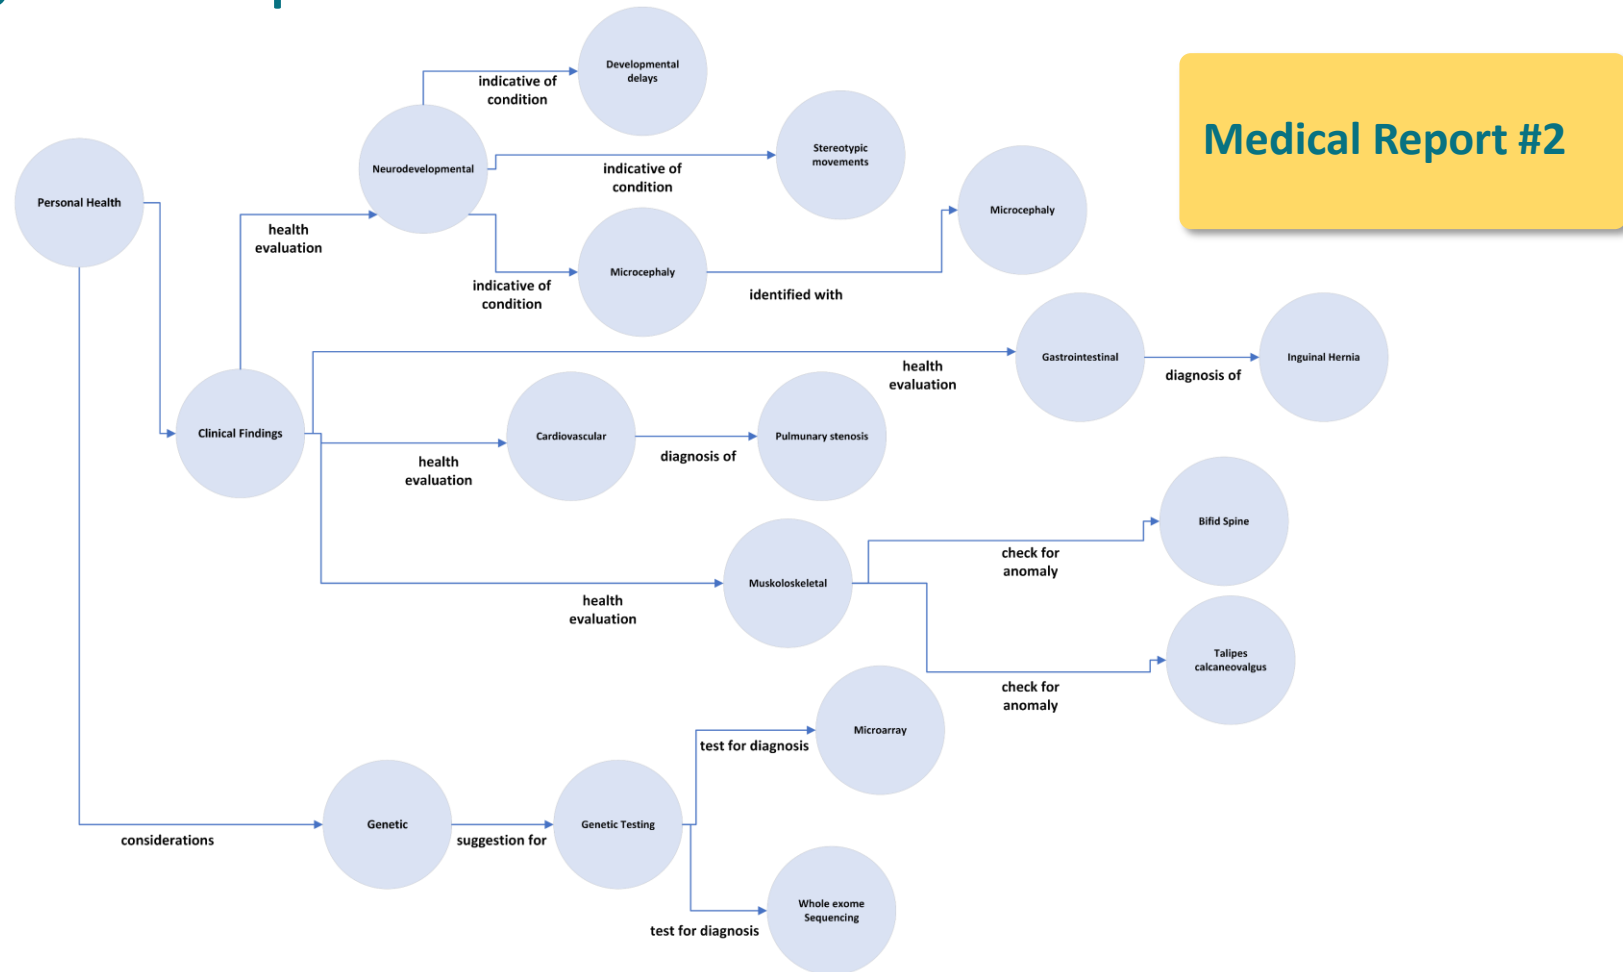 Medical Report #2
Developmental
delays
indicative of
condition
Stereotypic
movements
Neurodevelopmental
indicative of
condition
Personal Health
Microcephaly
health
evaluation
Microcephaly
indicative of
condition
identified with
Gastrointestinal
Inguinal Hernia
health
evaluation
diagnosis of
Clinical Findings
Cardiovascular
Pulmunary stenosis
diagnosis of
health
evaluation
Bifid Spine
check for
anomaly
Muskoloskeletal
health
evaluation
Talipes
calcaneovalgus
check for
anomaly
Microarray
test for diagnosis
Genetic
Genetic Testing
considerations
suggestion for
Whole exome
Sequencing
test for diagnosis